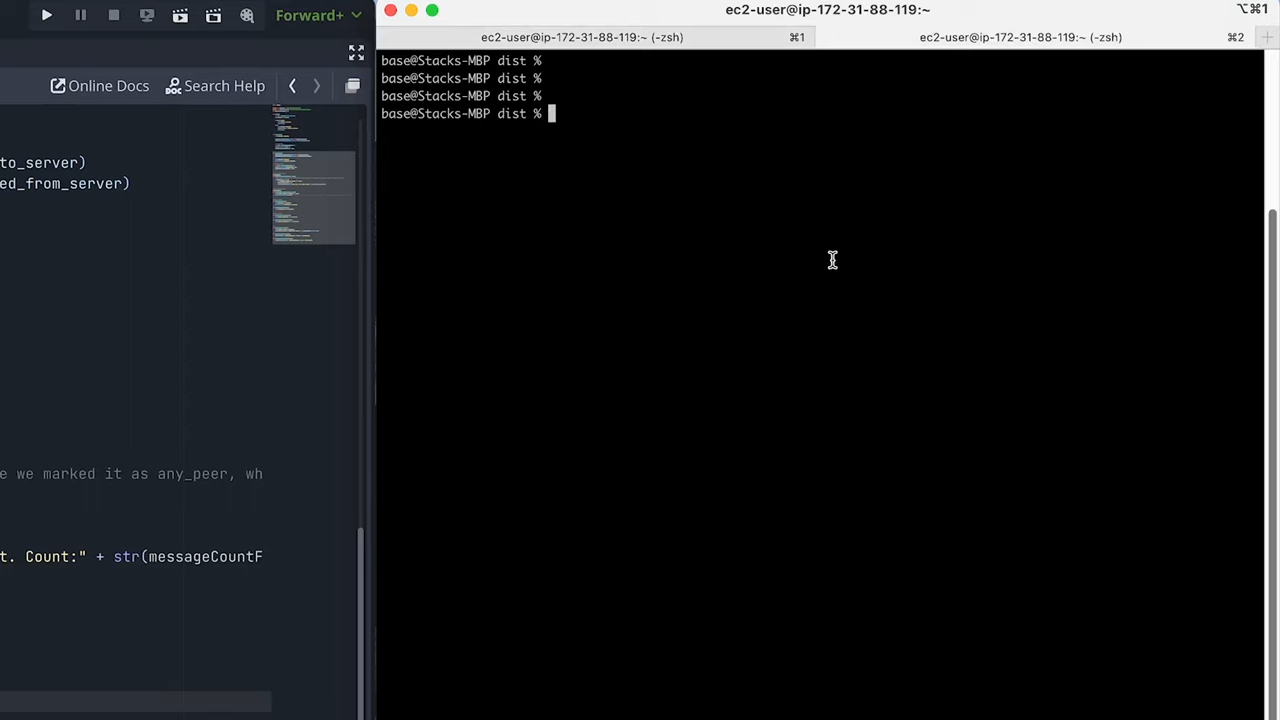 Forward+
Online Docs
Search Help
to_server)
ed_from_server)
e we marked it as any_peer, wh
t. Count:" + str(messageCountF
ec2-user@ip-172-31-88-119:~
⌥⌘1
ec2-user@ip-172-31-88-119:~ (-zsh)
⌘1
ec2-user@ip-172-31-88-119:~ (-zsh)
⌘2
base@Stacks-MBP dist %
base@Stacks-MBP dist %
base@Stacks-MBP dist %
base@Stacks-MBP dist %